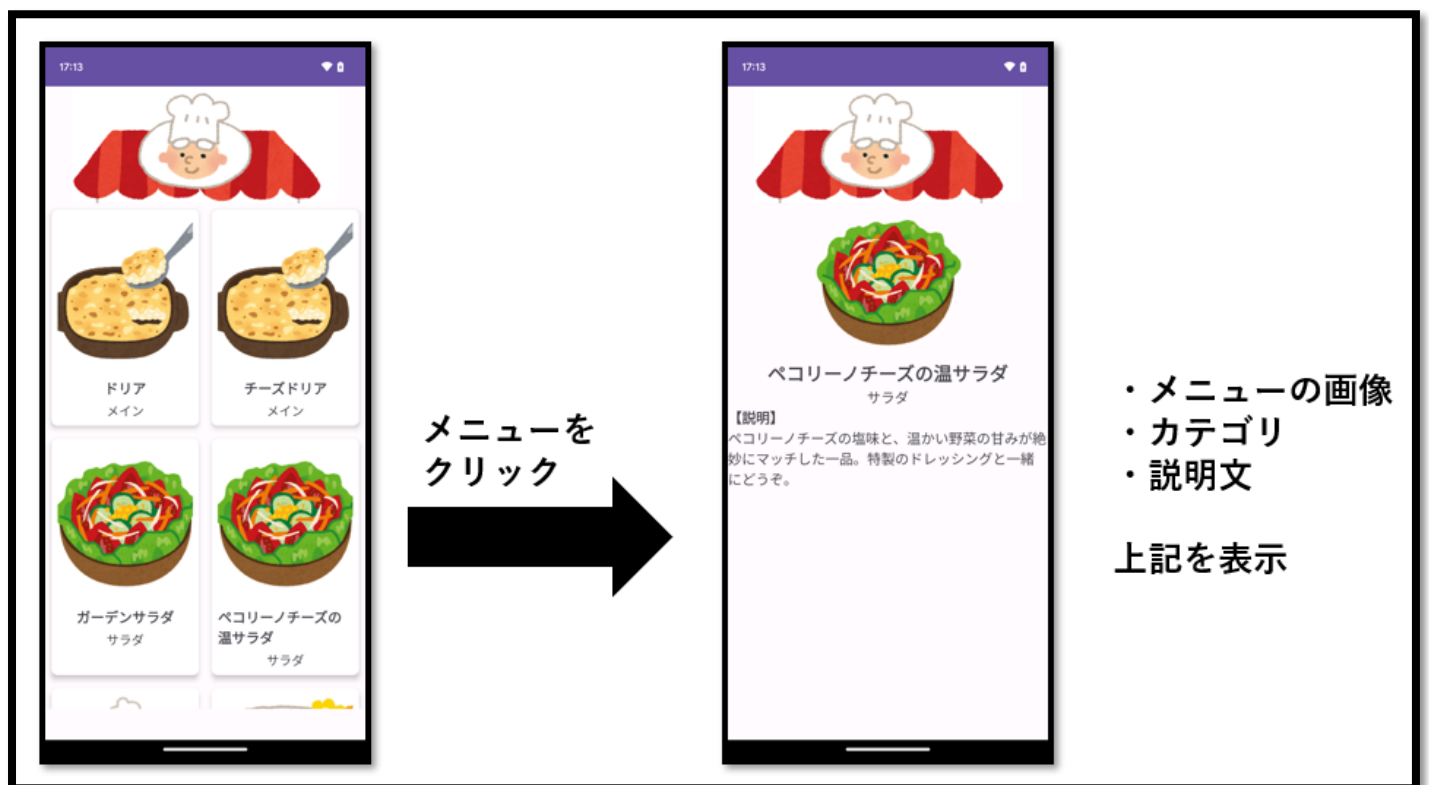 17:13
ドリア
メイン
チーズドリア
メイン
ガーデンサラダ
サラダ
ペコリーノチーズの
温サラダ
サラダ
メニューを
クリック
17:13
ペコリーノチーズの温サラダ
サラダ
【説明】
ペコリーノチーズの塩味と、温かい野菜の甘みが絶
妙にマッチした一品。特製のドレッシングと一緒
にどうぞ。
・メニューの画像
・カテゴリ
・説明文
上記を表示